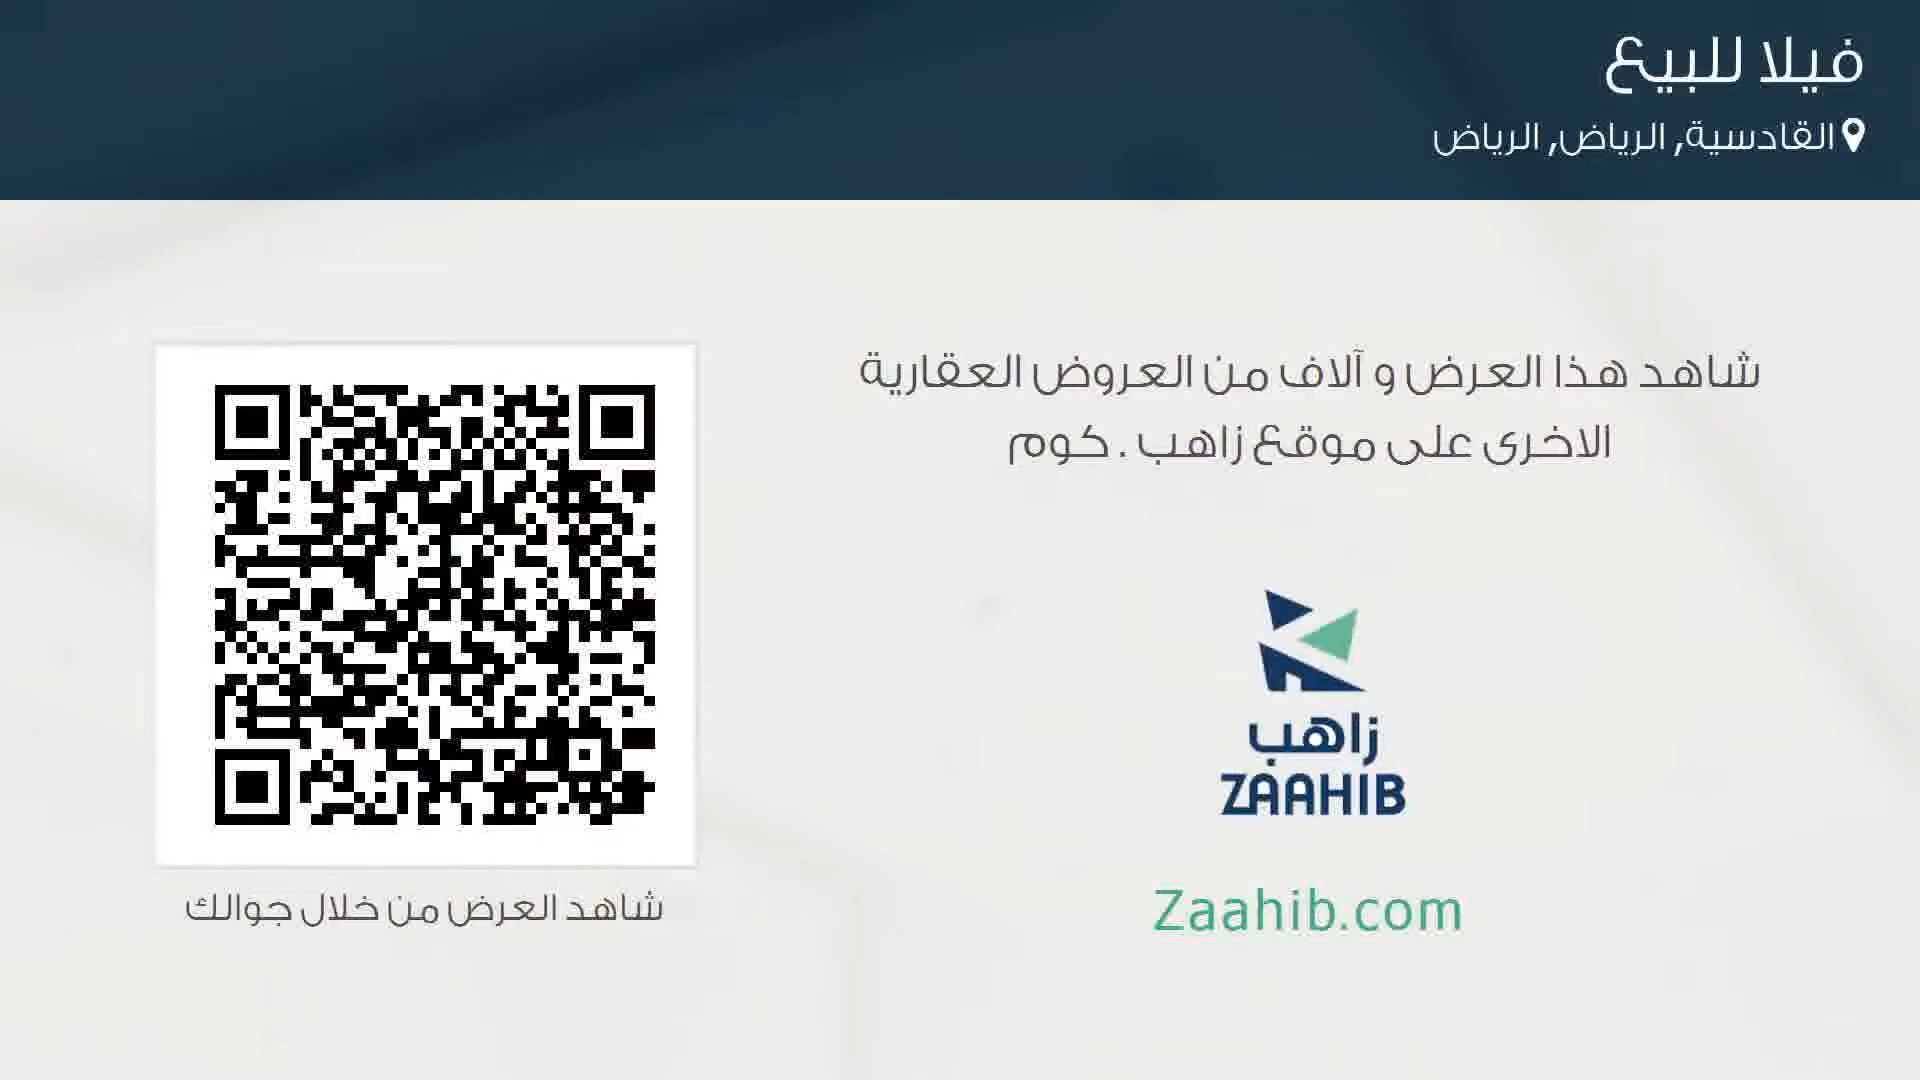 فيلا للبيع
القادسية, الرياض, الرياض
شاهد هذا العرض و آلاف من العروض العقارية
الاخرى على موقع زاهب . كوم
زاهب
ZAAHIB
Zaahib.com
شاهد العرض من خلال جوالك